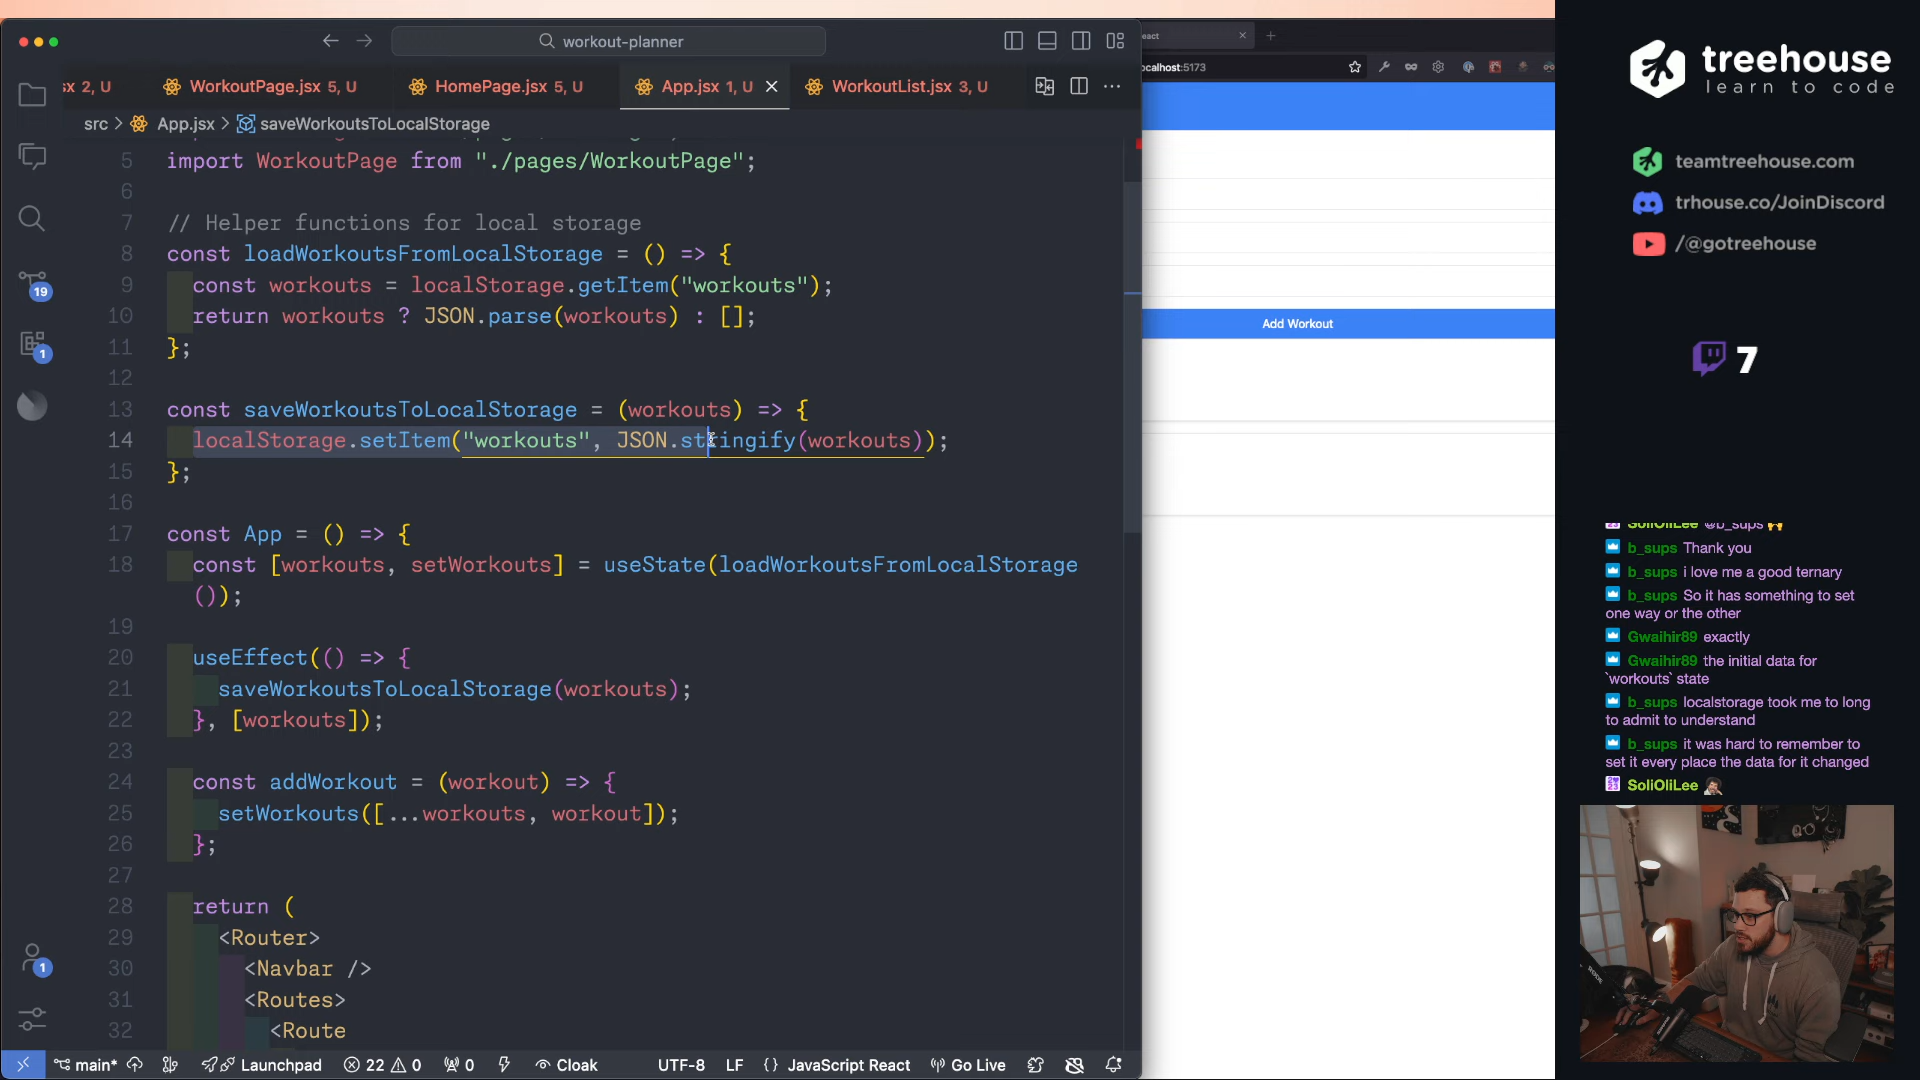 workout-planner
sx 2, U
WorkoutPage.jsx 5, U
HomePage.jsx 5, U
App.jsx 1, U
WorkoutList.jsx 3, U
src > App.jsx > saveWorkoutsToLocalStorage
5 import WorkoutPage from "./pages/WorkoutPage";
6
7 // Helper functions for local storage
8 const loadWorkoutsFromLocalStorage = () => {
9 const workouts = localStorage.getItem("workouts");
10 return workouts ? JSON.parse(workouts) : [];
11 };
12
13 const saveWorkoutsToLocalStorage = (workouts) => {
14 localStorage.setItem("workouts", JSON.stringify(workouts));
15 };
16
17 const App = () => {
18 const [workouts, setWorkouts] = useState(loadWorkoutsFromLocalStorage
());
19
20 useEffect(() => {
21 saveWorkoutsToLocalStorage(workouts);
22 }, [workouts]);
23
24 const addWorkout = (workout) => {
25 setWorkouts([...workouts, workout]);
26 };
27
28 return (
29 <Router>
30 <Navbar />
31 <Routes>
32 <Route
19
1
1
main*
Launchpad
22
0
0
Cloak
UTF-8
LF
{} JavaScript React
Go Live
eact
ocalhost:5173
Add Workout
treehouse
learn to code
teamtreehouse.com
trhouse.co/JoinDiscord
/@gotreehouse
7
SoliOliLee @b_sups
b_sups Thank you
b_sups i love me a good ternary
b_sups So it has something to set
one way or the other
Gwaihir89 exactly
Gwaihir89 the initial data for
`workouts` state
b_sups localstorage took me to long
to admit to understand
b_sups it was hard to remember to
set it every place the data for it changed
SoliOliLee